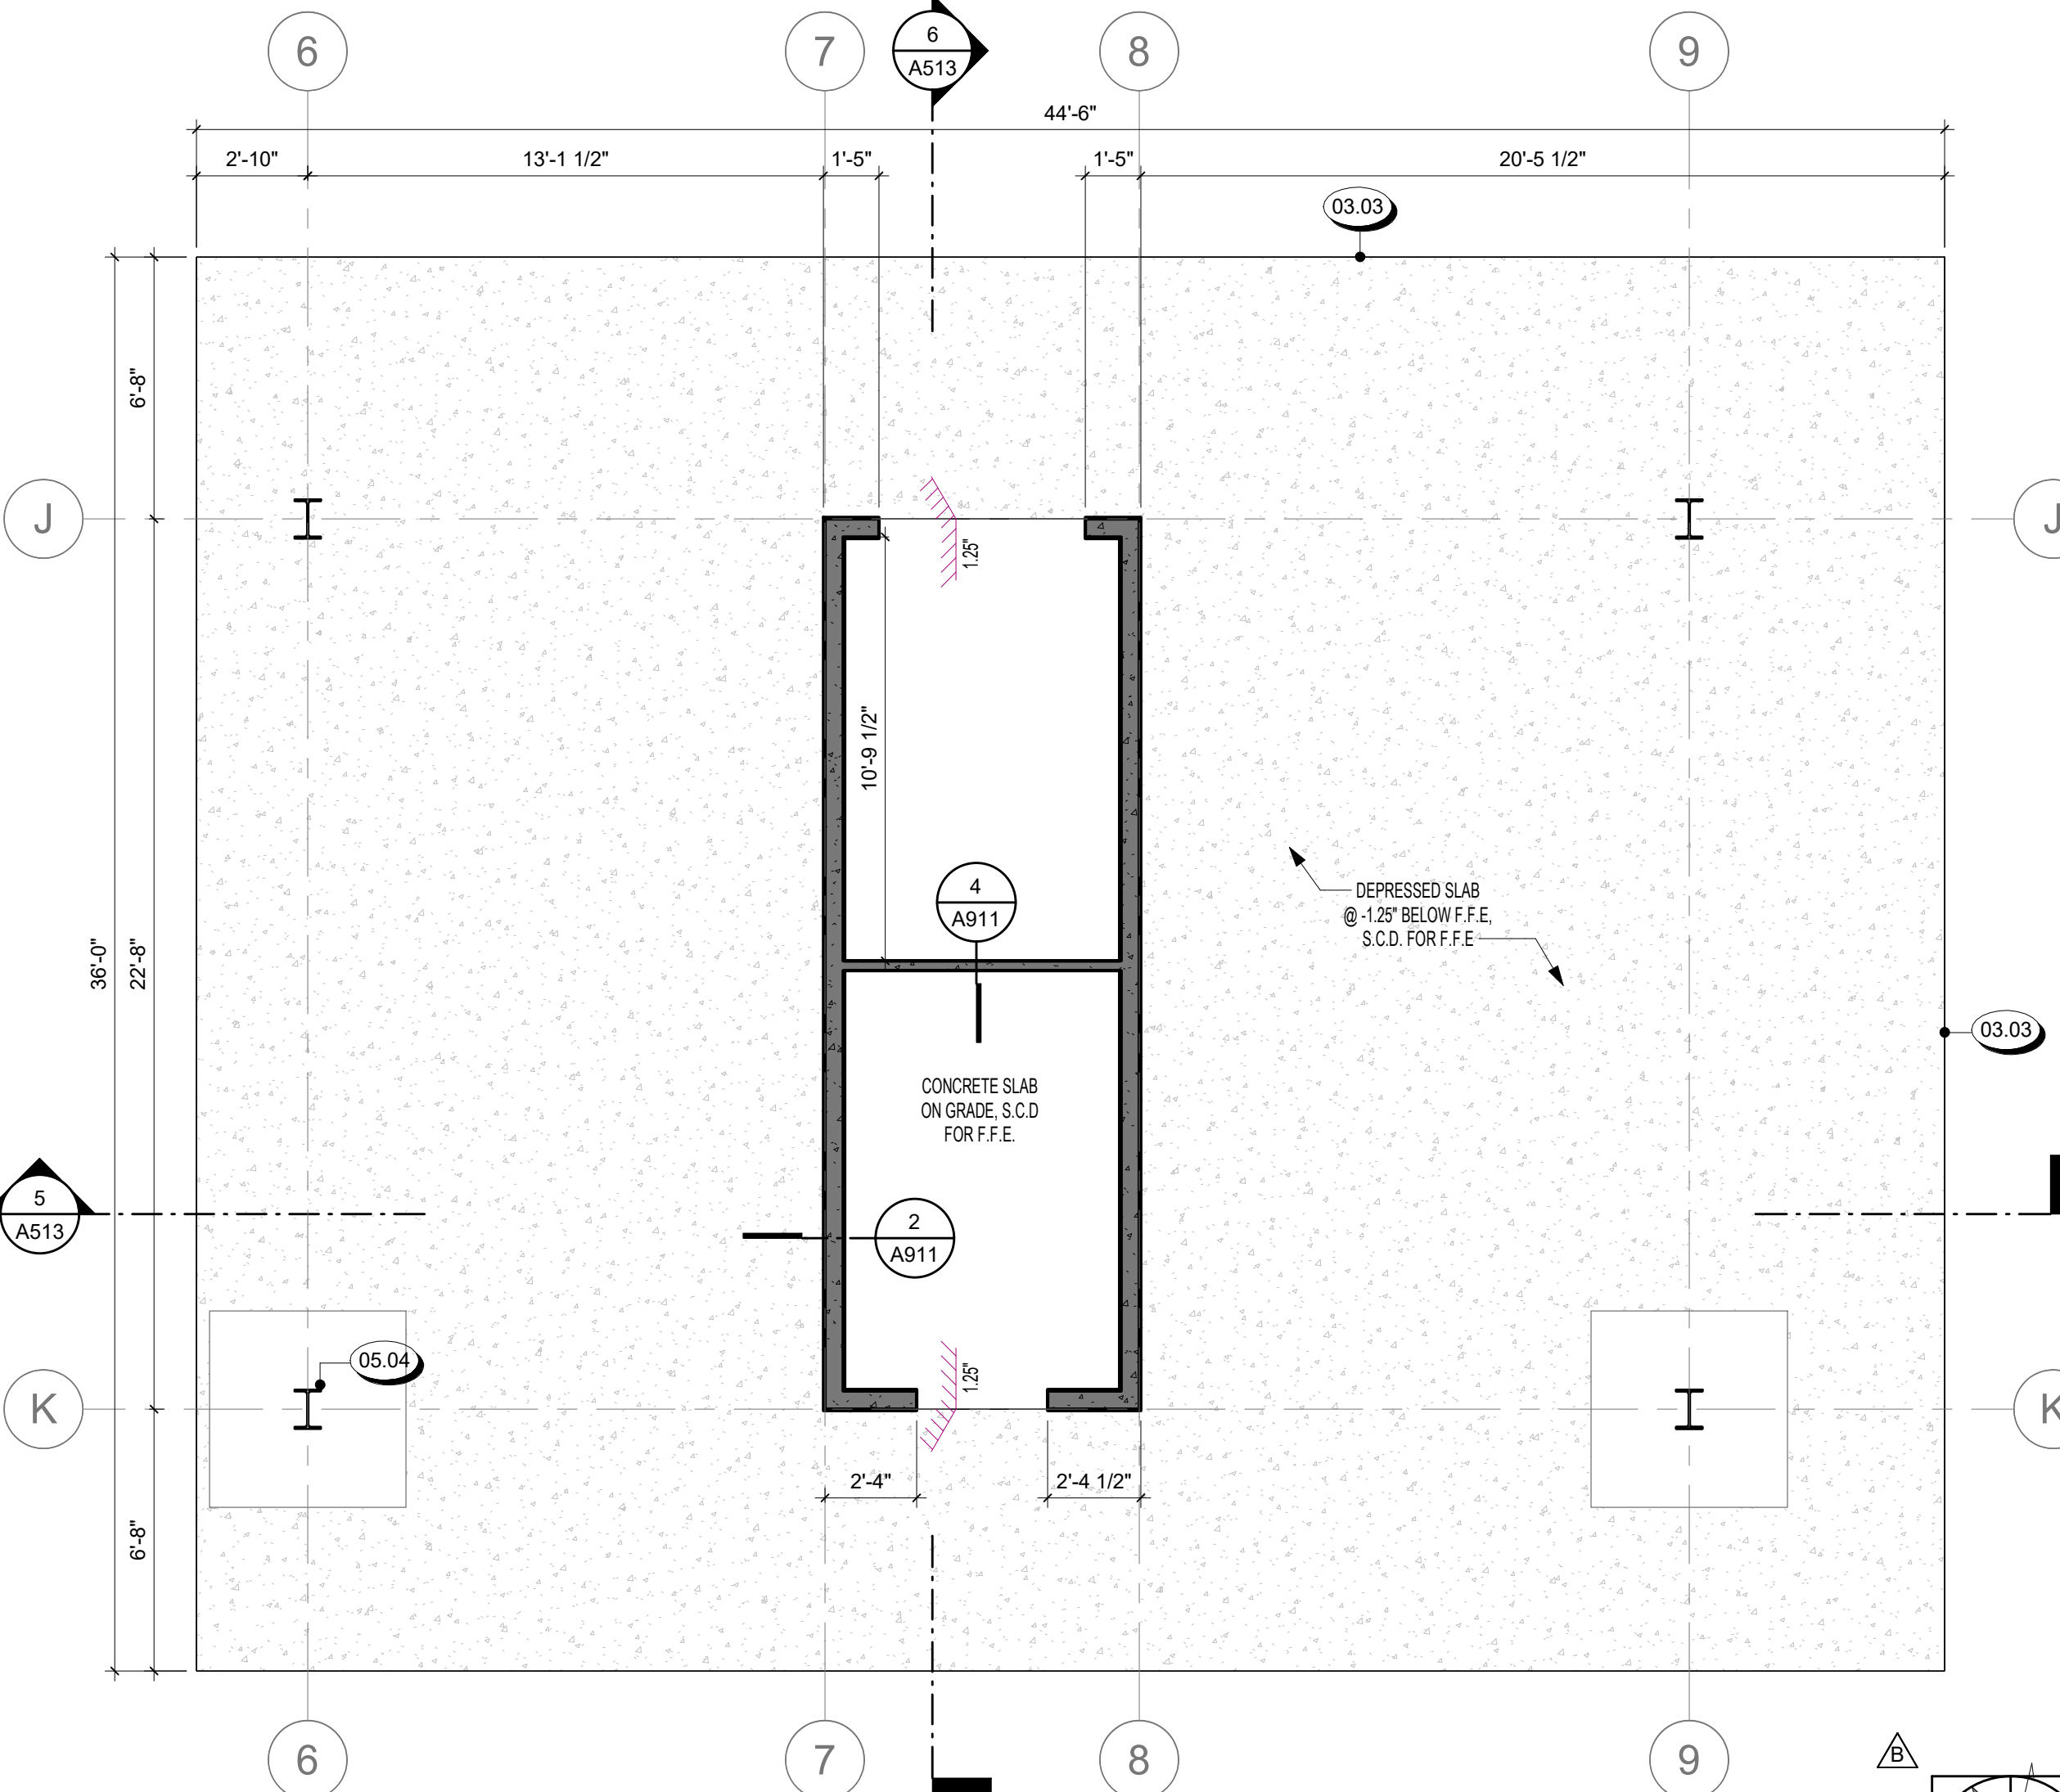 6
7
6
A513
8
9
44'-6"
2'-10"
13'-1 1/2"
1'-5"
1'-5"
20'-5 1/2"
03.03
6'-8"
J
J
1.25"
10'-9 1/2"
4
A911
DEPRESSED SLAB
@ -1.25" BELOW F.F.E,
S.C.D. FOR F.F.E
36'-0"
22'-8"
03.03
CONCRETE SLAB
ON GRADE, S.C.D
FOR F.F.E.
5
A513
2
A911
05.04
1.25"
K
K
2'-4"
2'-4 1/2"
6'-8"
6
7
8
9
B